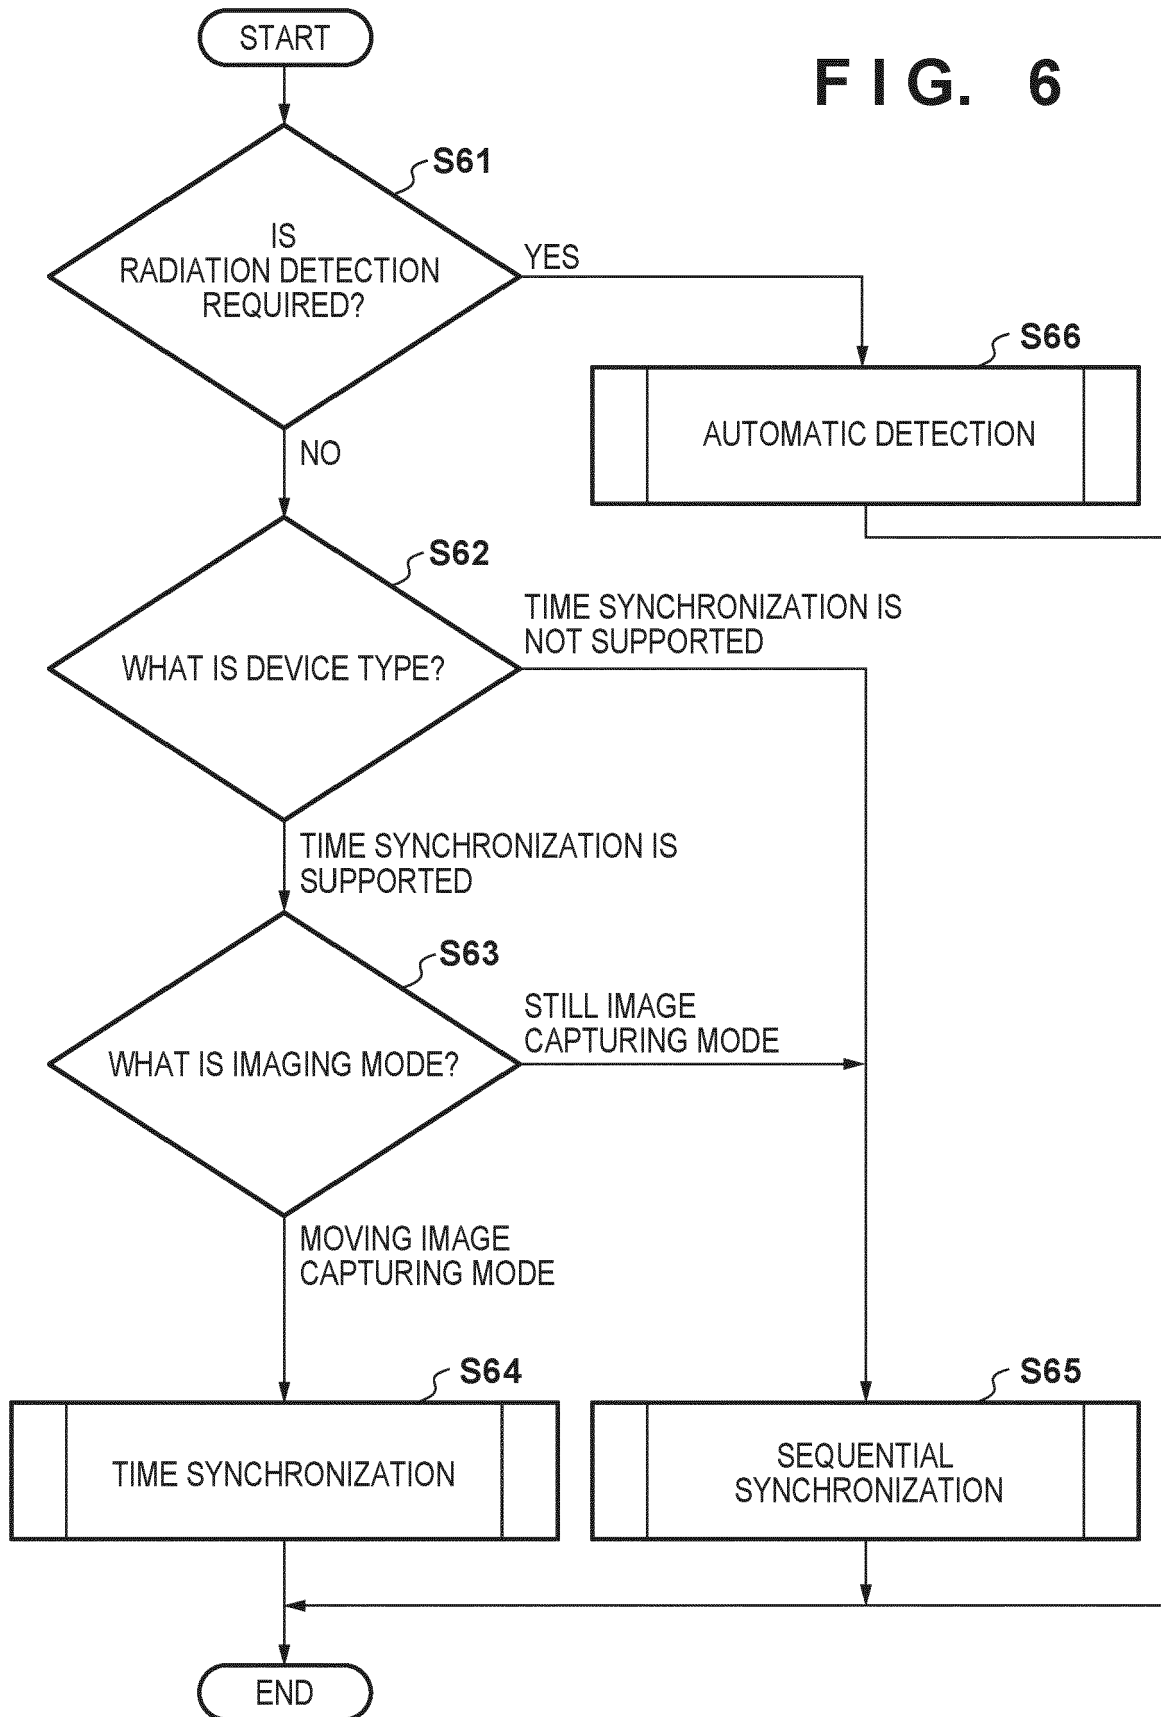 START
FIG. 6
S61
IS
RADIATION DETECTION
REQUIRED?
YES
S66
AUTOMATIC DETECTION
NO
S62
WHAT IS DEVICE TYPE?
TIME SYNCHRONIZATION IS
NOT SUPPORTED
TIME SYNCHRONIZATION IS
SUPPORTED
S63
WHAT IS IMAGING MODE?
STILL IMAGE
CAPTURING MODE
MOVING IMAGE
CAPTURING MODE
S64
TIME SYNCHRONIZATION
S65
SEQUENTIAL
SYNCHRONIZATION
END